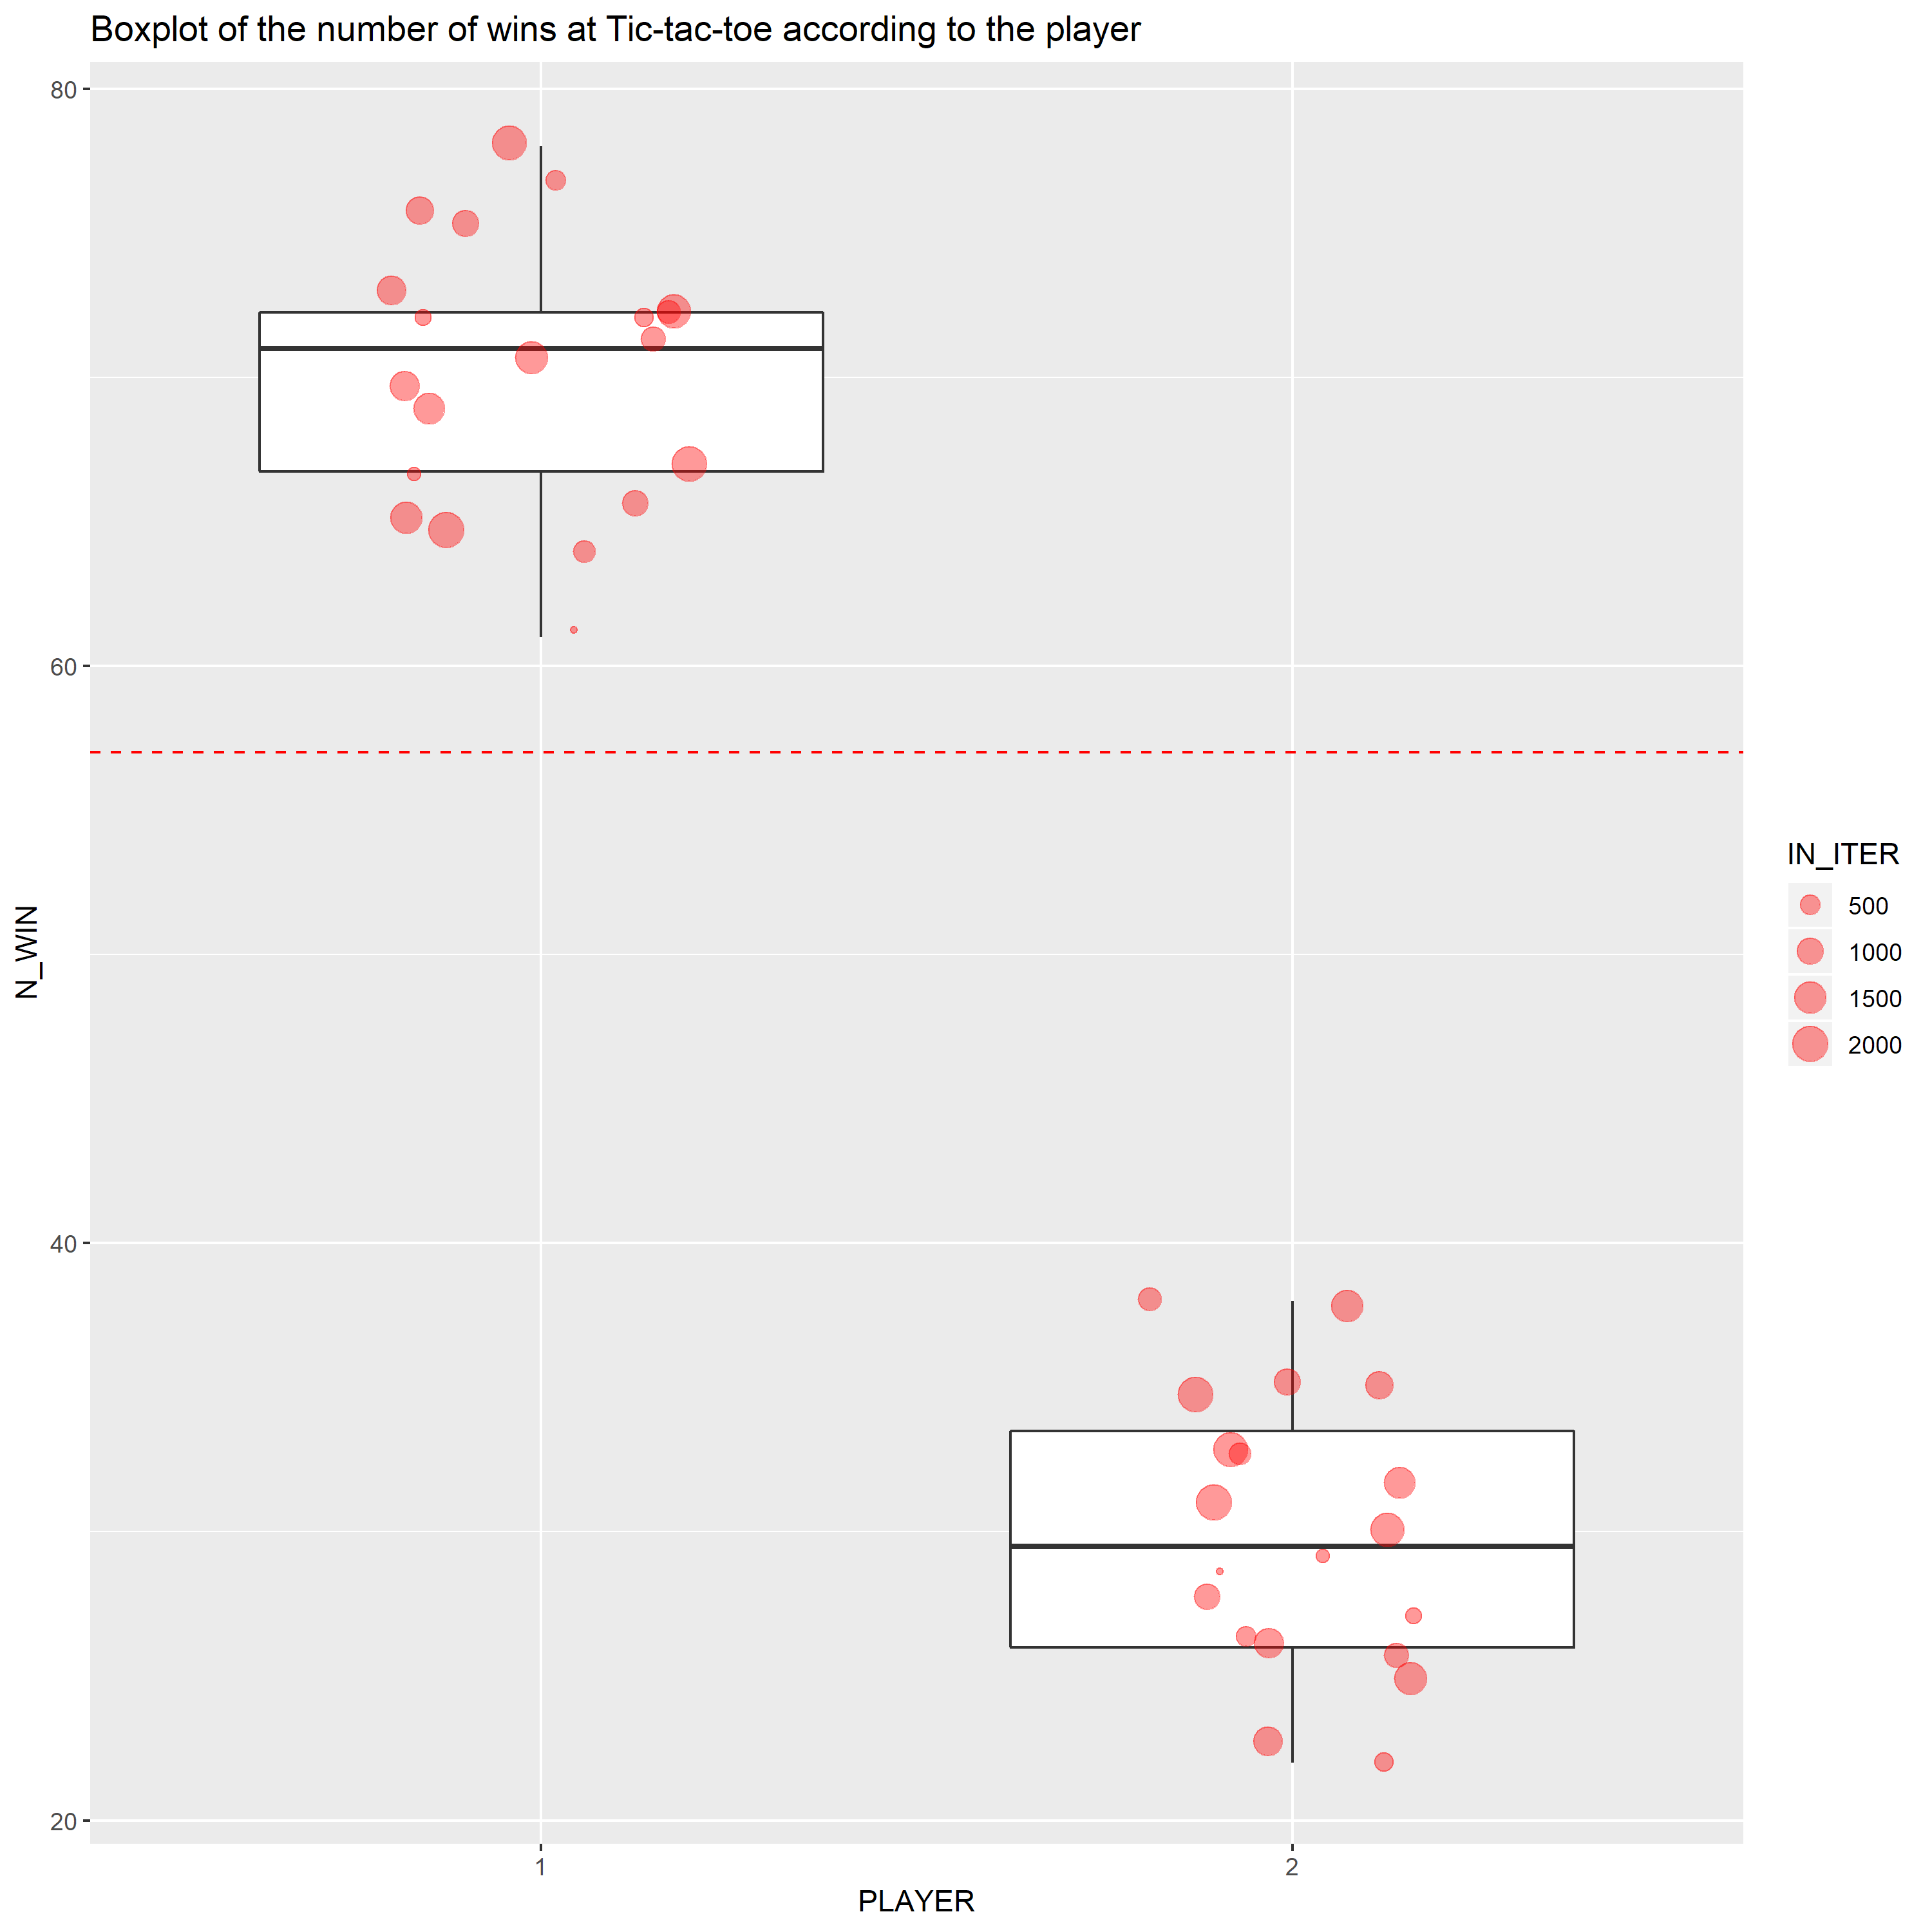 Boxplot of the number of wins at Tic-tac-toe according to the player
80
60
40
20
N_WIN
1
2
PLAYER
IN_ITER
500
1000
1500
2000